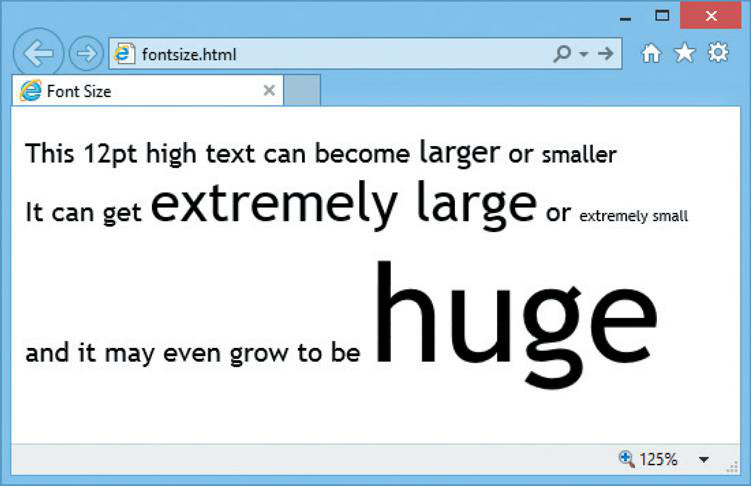 fontsize.html
Font Size
This 12pt high text can become larger or smaller
It can get extremely large or extremely small
and it may even grow to be huge
125%